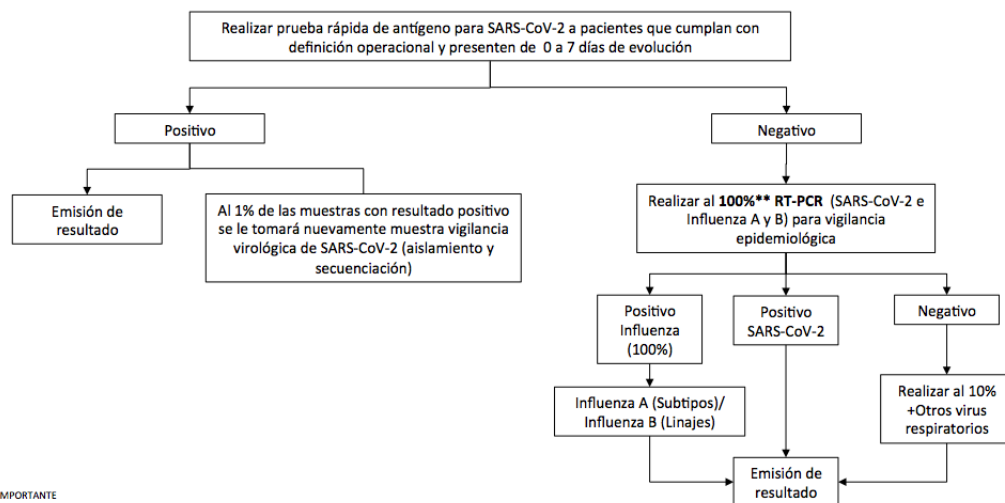 Realizar prueba rápida de antígeno para SARS-CoV-2 a pacientes que cumplan
con definición operacional y presenten de 0 a 7 días de evolución
Positivo
Negativo
Emisión de
resultado
Al 1% de las muestras con resultado positivo
se le tomará nuevamente muestra vigilancia
virológica de SARS-CoV-2 (aislamiento y
secuenciación)
Realizar al 100%** RT-PCR (SARS-CoV-2 e
Influenza A y B) para vigilancia
epidemiológica
Positivo
Influenza
(100%)
Positivo
SARS-CoV-2
Negativo
Influenza A (Subtipos)/
Influenza B (Linajes)
Realizar al 10%
+Otros virus
respiratorios
Emisión de
resultado
MPORTANTE